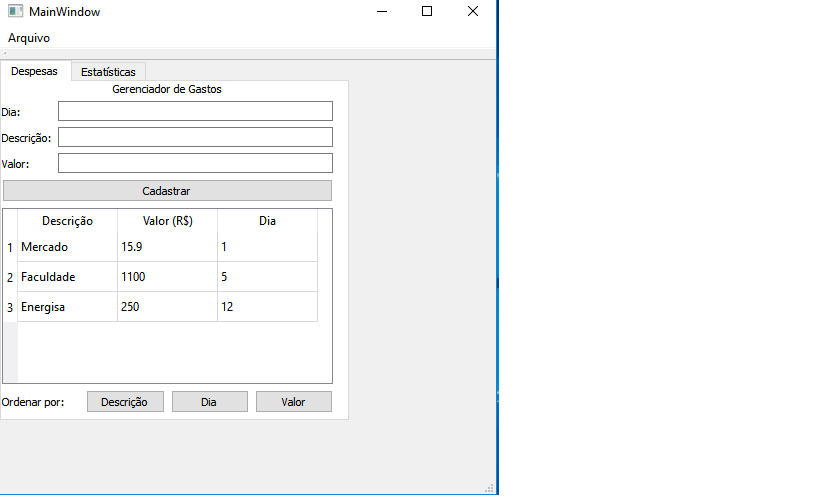 MainWindow
Arquivo
Despesas Estatísticas
Gerenciador de Gastos
Dia:
Descrição:
Valor:
Cadastrar
Descrição Valor (R$) Dia
1 Mercado 15.9 1
2 Faculdade 1100 5
3 Energisa 250 12
Ordenar por: Descrição Dia Valor